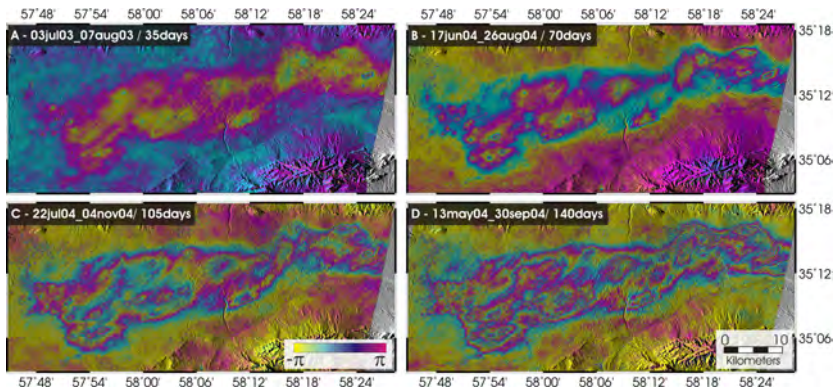 57°48' 57°54' 58°00' 58°06' 58°12' 58°18' 58°24' 57°48' 57°54' 58°00' 58°06' 58°12' 58°18' 58°24'
A - 03jul03_07aug03 / 35days
B - 17jun04_26aug04 / 70days
35°18'
35°12'
35°06'
C - 22jul04_04nov04/ 105days
D - 13may04_30sep04/ 140days
35°18'
35°12'
35°06'
-π π
0 10
Kilometers
57°48' 57°54' 58°00' 58°06' 58°12' 58°18' 58°24' 57°48' 57°54' 58°00' 58°06' 58°12' 58°18' 58°24'